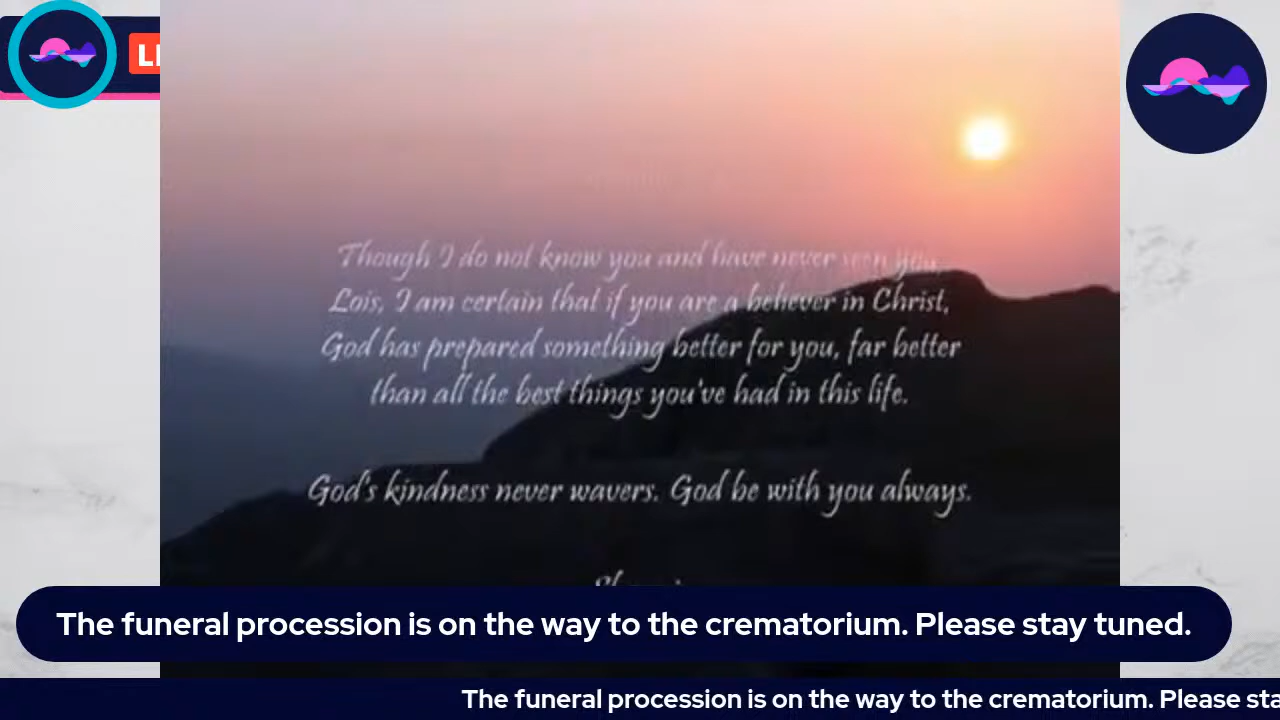 LI
Though I do not know you and have never seen you
Lois, I am certain that if you are a believer in Christ,
God has prepared something better for you, far better
than all the best things you've had in this life.
God's kindness never wavers. God be with you always.
The funeral procession is on the way to the crematorium. Please stay tuned.
The funeral procession is on the way to the crematorium. Please sta